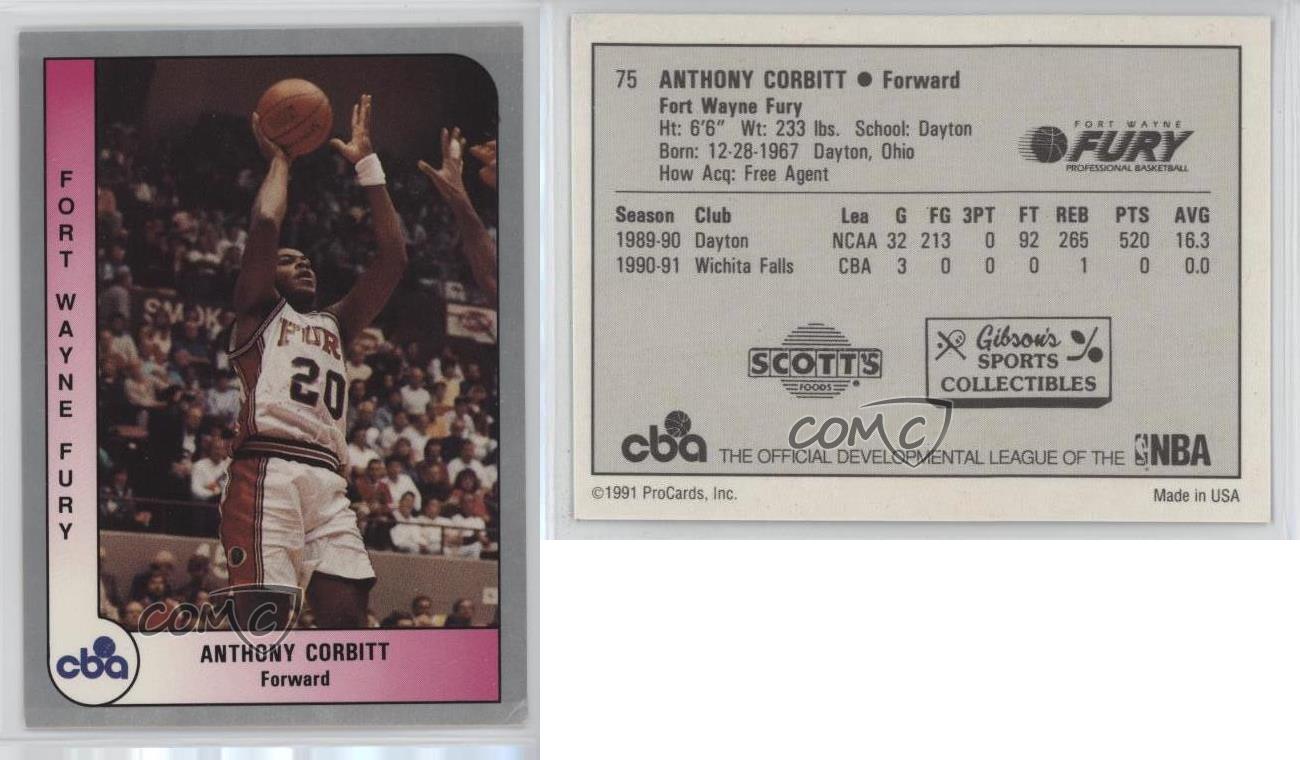 FORT WAYNE FURY
SMOK
FUR
20
cba
ANTHONY CORBITT
Forward
COMC
75 ANTHONY CORBITT ● Forward
Fort Wayne Fury
Ht: 6'6" Wt: 233 lbs. School: Dayton
Born: 12-28-1967 Dayton, Ohio
How Acq: Free Agent
FORT WAYNE
FURY
PROFESSIONAL BASKETBALL
Season Club Lea G FG 3PT FT REB PTS AVG
1989-90 Dayton NCAA 32 213 0 92 265 520 16.3
1990-91 Wichita Falls CBA 3 0 0 0 1 0 0.0
SCOTT'S
FOODS
Gibson's
SPORTS
COLLECTIBLES
COMC
cba THE OFFICIAL DEVELOPMENTAL LEAGUE OF THE NBA
©1991 ProCards, Inc. Made in USA